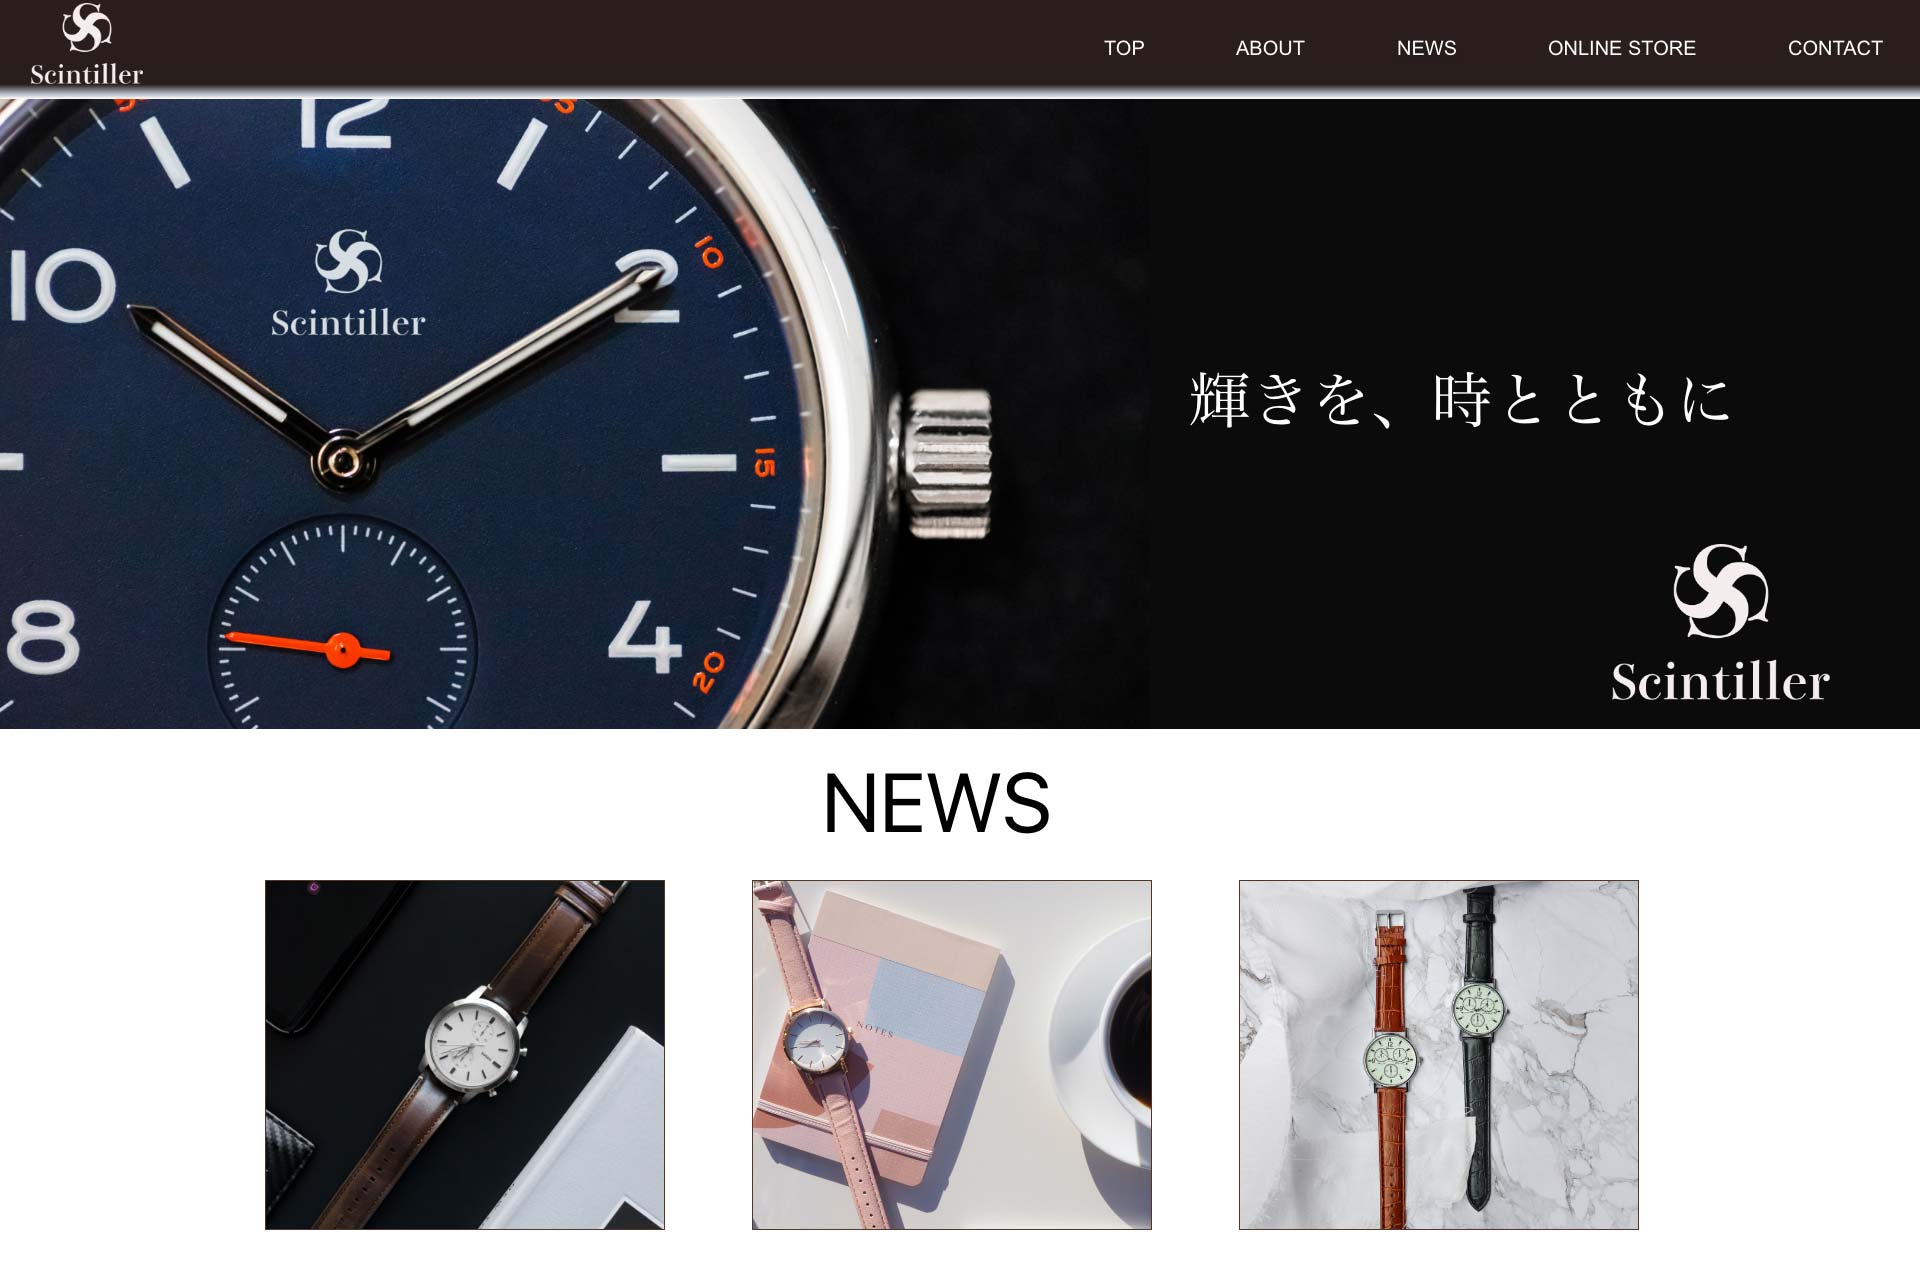 Scintiller
TOP
ABOUT
NEWS
ONLINE STORE
CONTACT
12
10
2
10
Scintiller
15
8
4
20
輝きを、時とともに
Scintiller
NEWS
NOTES